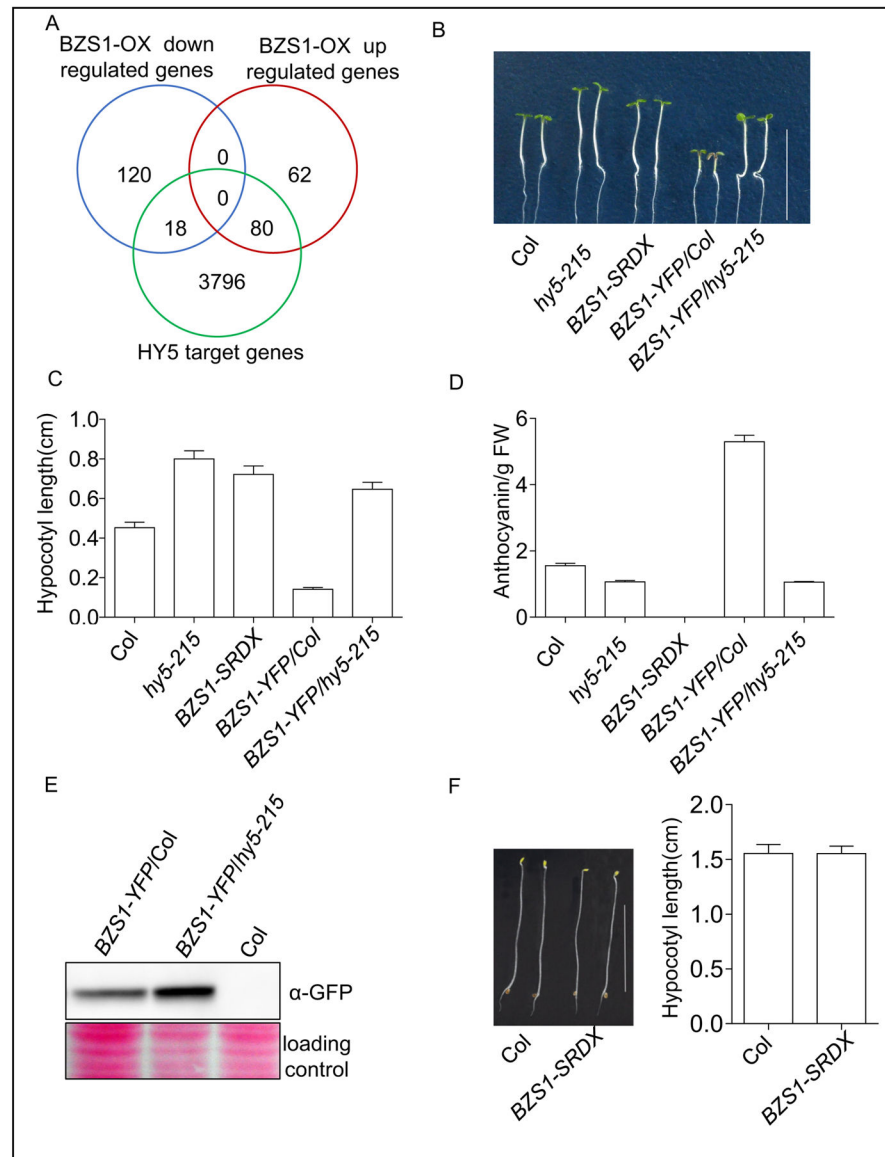 A
BZS1-OX down
regulated genes
BZS1-OX up
regulated genes
0
120
62
0
18
80
3796
HY5 target genes
B
Col
hy5-215
BZS1-SRDX
BZS1-YFP/Col
BZS1-YFP/hy5-215
C
Hypocotyl length(cm)
1.0
0.8
0.6
0.4
0.2
0.0
Col
hy5-215
BZS1-SRDX
BZS1-YFP/Col
BZS1-YFP/hy5-215
D
Anthocyanin/g FW
6
4
2
0
Col
hy5-215
BZS1-SRDX
BZS1-YFP/Col
BZS1-YFP/hy5-215
E
BZS1-YFP/Col
BZS1-YFP/hy5-215
Col
α-GFP
loading
control
F
Col
BZS1-SRDX
Hypocotyl length(cm)
2.0
1.5
1.0
0.5
0.0
Col
BZS1-SRDX